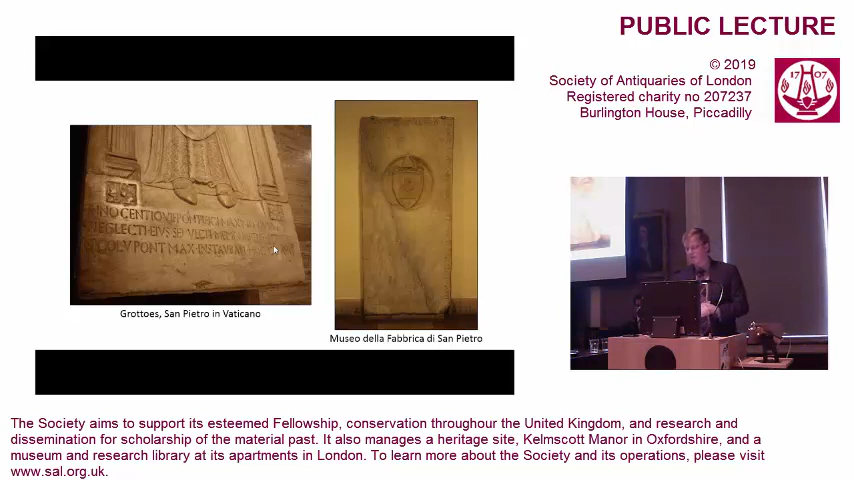 PUBLIC LECTURE
© 2019
Society of Antiquaries of London
Registered charity no 207237
Burlington House, Piccadilly
17 07
Grottoes, San Pietro in Vaticano
Museo della Fabbrica di San Pietro
The Society aims to support its esteemed Fellowship, conservation throughour the United Kingdom, and research and
dissemination for scholarship of the material past. It also manages a heritage site, Kelmscott Manor in Oxfordshire, and a
museum and research library at its apartments in London. To learn more about the Society and its operations, please visit
www.sal.org.uk.